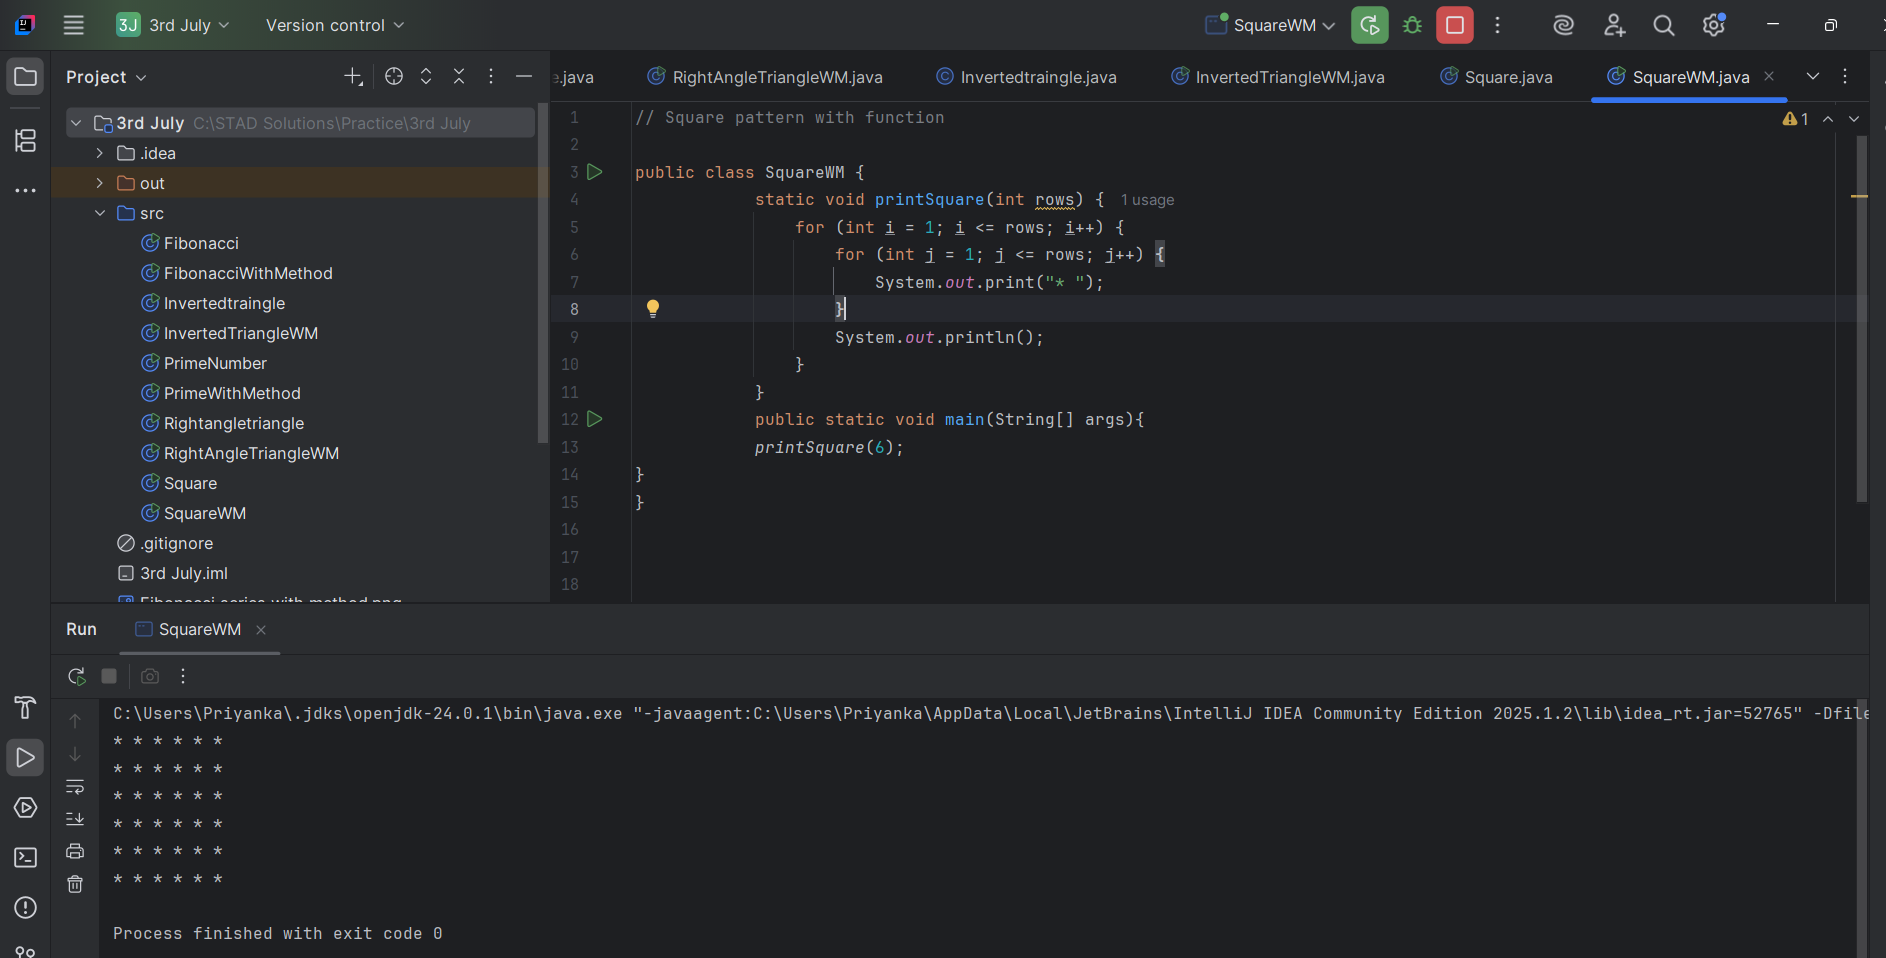 3J 3rd July Version control SquareWM
Project
3rd July C:\STAD Solutions\Practice\3rd July
.idea
out
src
Fibonacci
FibonacciWithMethod
Invertedtraingle
InvertedTriangleWM
PrimeNumber
PrimeWithMethod
Rightangletriangle
RightAngleTriangleWM
Square
SquareWM
.gitignore
3rd July.iml
Fibonacci series with method.png
e.java RightAngleTriangleWM.java Invertedtraingle.java InvertedTriangleWM.java Square.java SquareWM.java
1 // Square pattern with function 1
2
3 public class SquareWM {
4 static void printSquare(int rows) { 1 usage
5 for (int i = 1; i <= rows; i++) {
6 for (int j = 1; j <= rows; j++) {
7 System.out.print("* ");
8 }
9 System.out.println();
10 }
11 }
12 public static void main(String[] args){
13 printSquare(6);
14 }
15 }
16
17
18
Run SquareWM
C:\Users\Priyanka\.jdks\openjdk-24.0.1\bin\java.exe "-javaagent:C:\Users\Priyanka\AppData\Local\JetBrains\IntelliJ IDEA Community Edition 2025.1.2\lib\idea_rt.jar=52765" -Dfile
* * * * * *
* * * * * *
* * * * * *
* * * * * *
* * * * * *
* * * * * *
Process finished with exit code 0